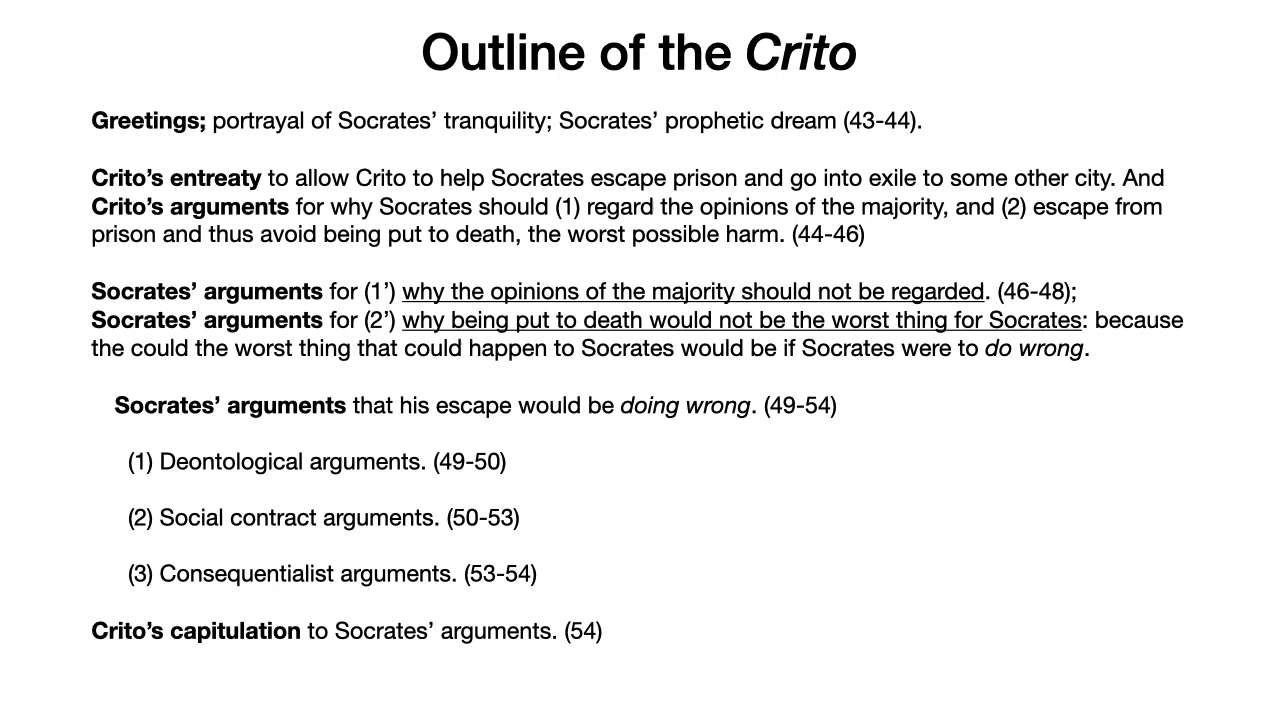 Outline of the Crito
Greetings; portrayal of Socrates’ tranquility; Socrates’ prophetic dream (43-44).
Crito’s entreaty to allow Crito to help Socrates escape prison and go into exile to some other city. And
Crito’s arguments for why Socrates should (1) regard the opinions of the majority, and (2) escape from
prison and thus avoid being put to death, the worst possible harm. (44-46)
Socrates’ arguments for (1’) why the opinions of the majority should not be regarded. (46-48);
Socrates’ arguments for (2’) why being put to death would not be the worst thing for Socrates: because
the could the worst thing that could happen to Socrates would be if Socrates were to do wrong.
Socrates’ arguments that his escape would be doing wrong. (49-54)
(1) Deontological arguments. (49-50)
(2) Social contract arguments. (50-53)
(3) Consequentialist arguments. (53-54)
Crito’s capitulation to Socrates’ arguments. (54)